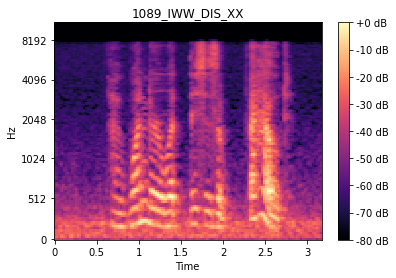 1089_IWW_DIS_XX
Hz
8192
4096
2048
1024
512
0
0 0.5 1 1.5 2 2.5 3
Time
+0 dB
-10 dB
-20 dB
-30 dB
-40 dB
-50 dB
-60 dB
-70 dB
-80 dB